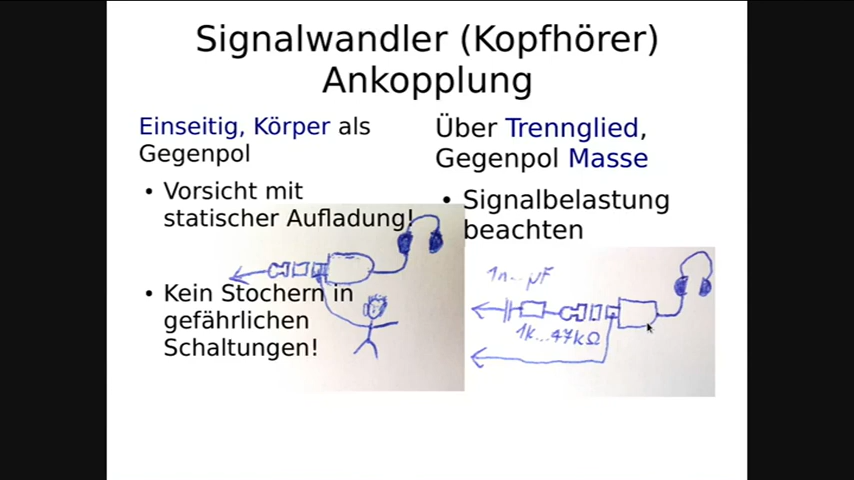 Signalwandler (Kopfhörer)
Ankopplung
Einseitig, Körper als
Gegenpol
• Vorsicht mit
statischer Aufladung!
• Kein Stochern in
gefährlichen
Schaltungen!
Über Trennglied,
Gegenpol Masse
• Signalbelastung
beachten
1n...µF
1k...47kΩ